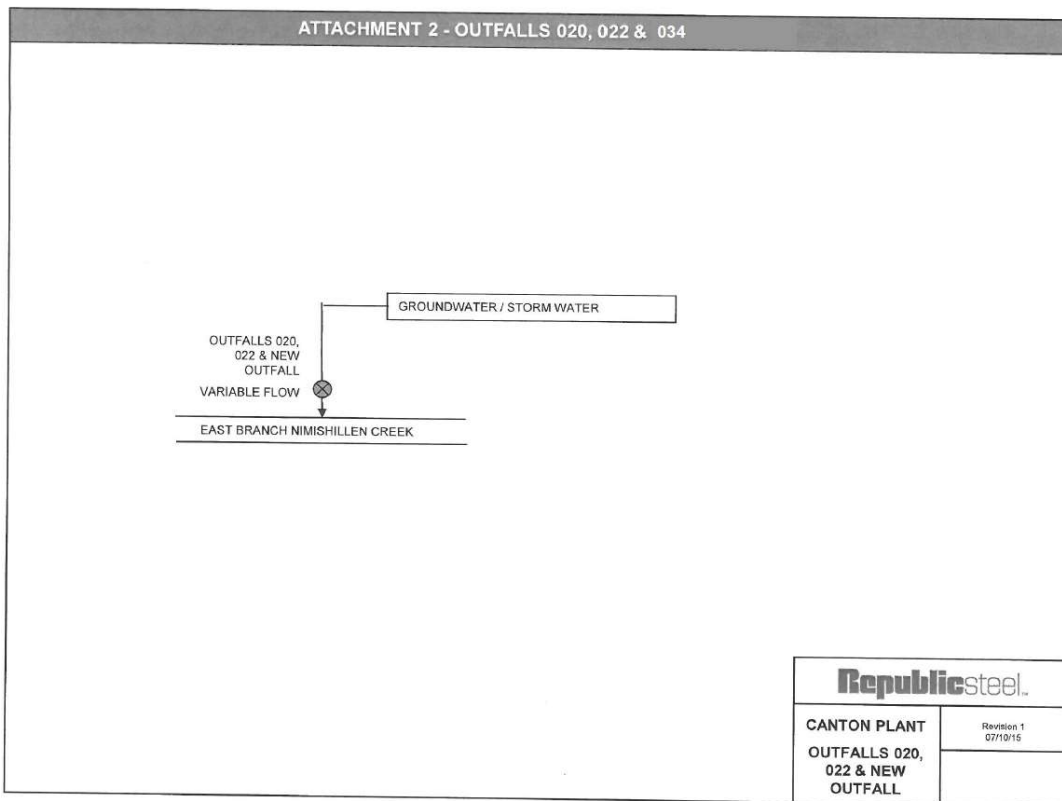 ATTACHMENT 2 - OUTFALLS 020, 022 & 034
GROUNDWATER / STORM WATER
OUTFALLS 020,
022 & NEW
OUTFALL
VARIABLE FLOW
EAST BRANCH NIMISHILLEN CREEK
Republicsteel™
CANTON PLANT
OUTFALLS 020,
022 & NEW
OUTFALL
Revision 1
07/10/15